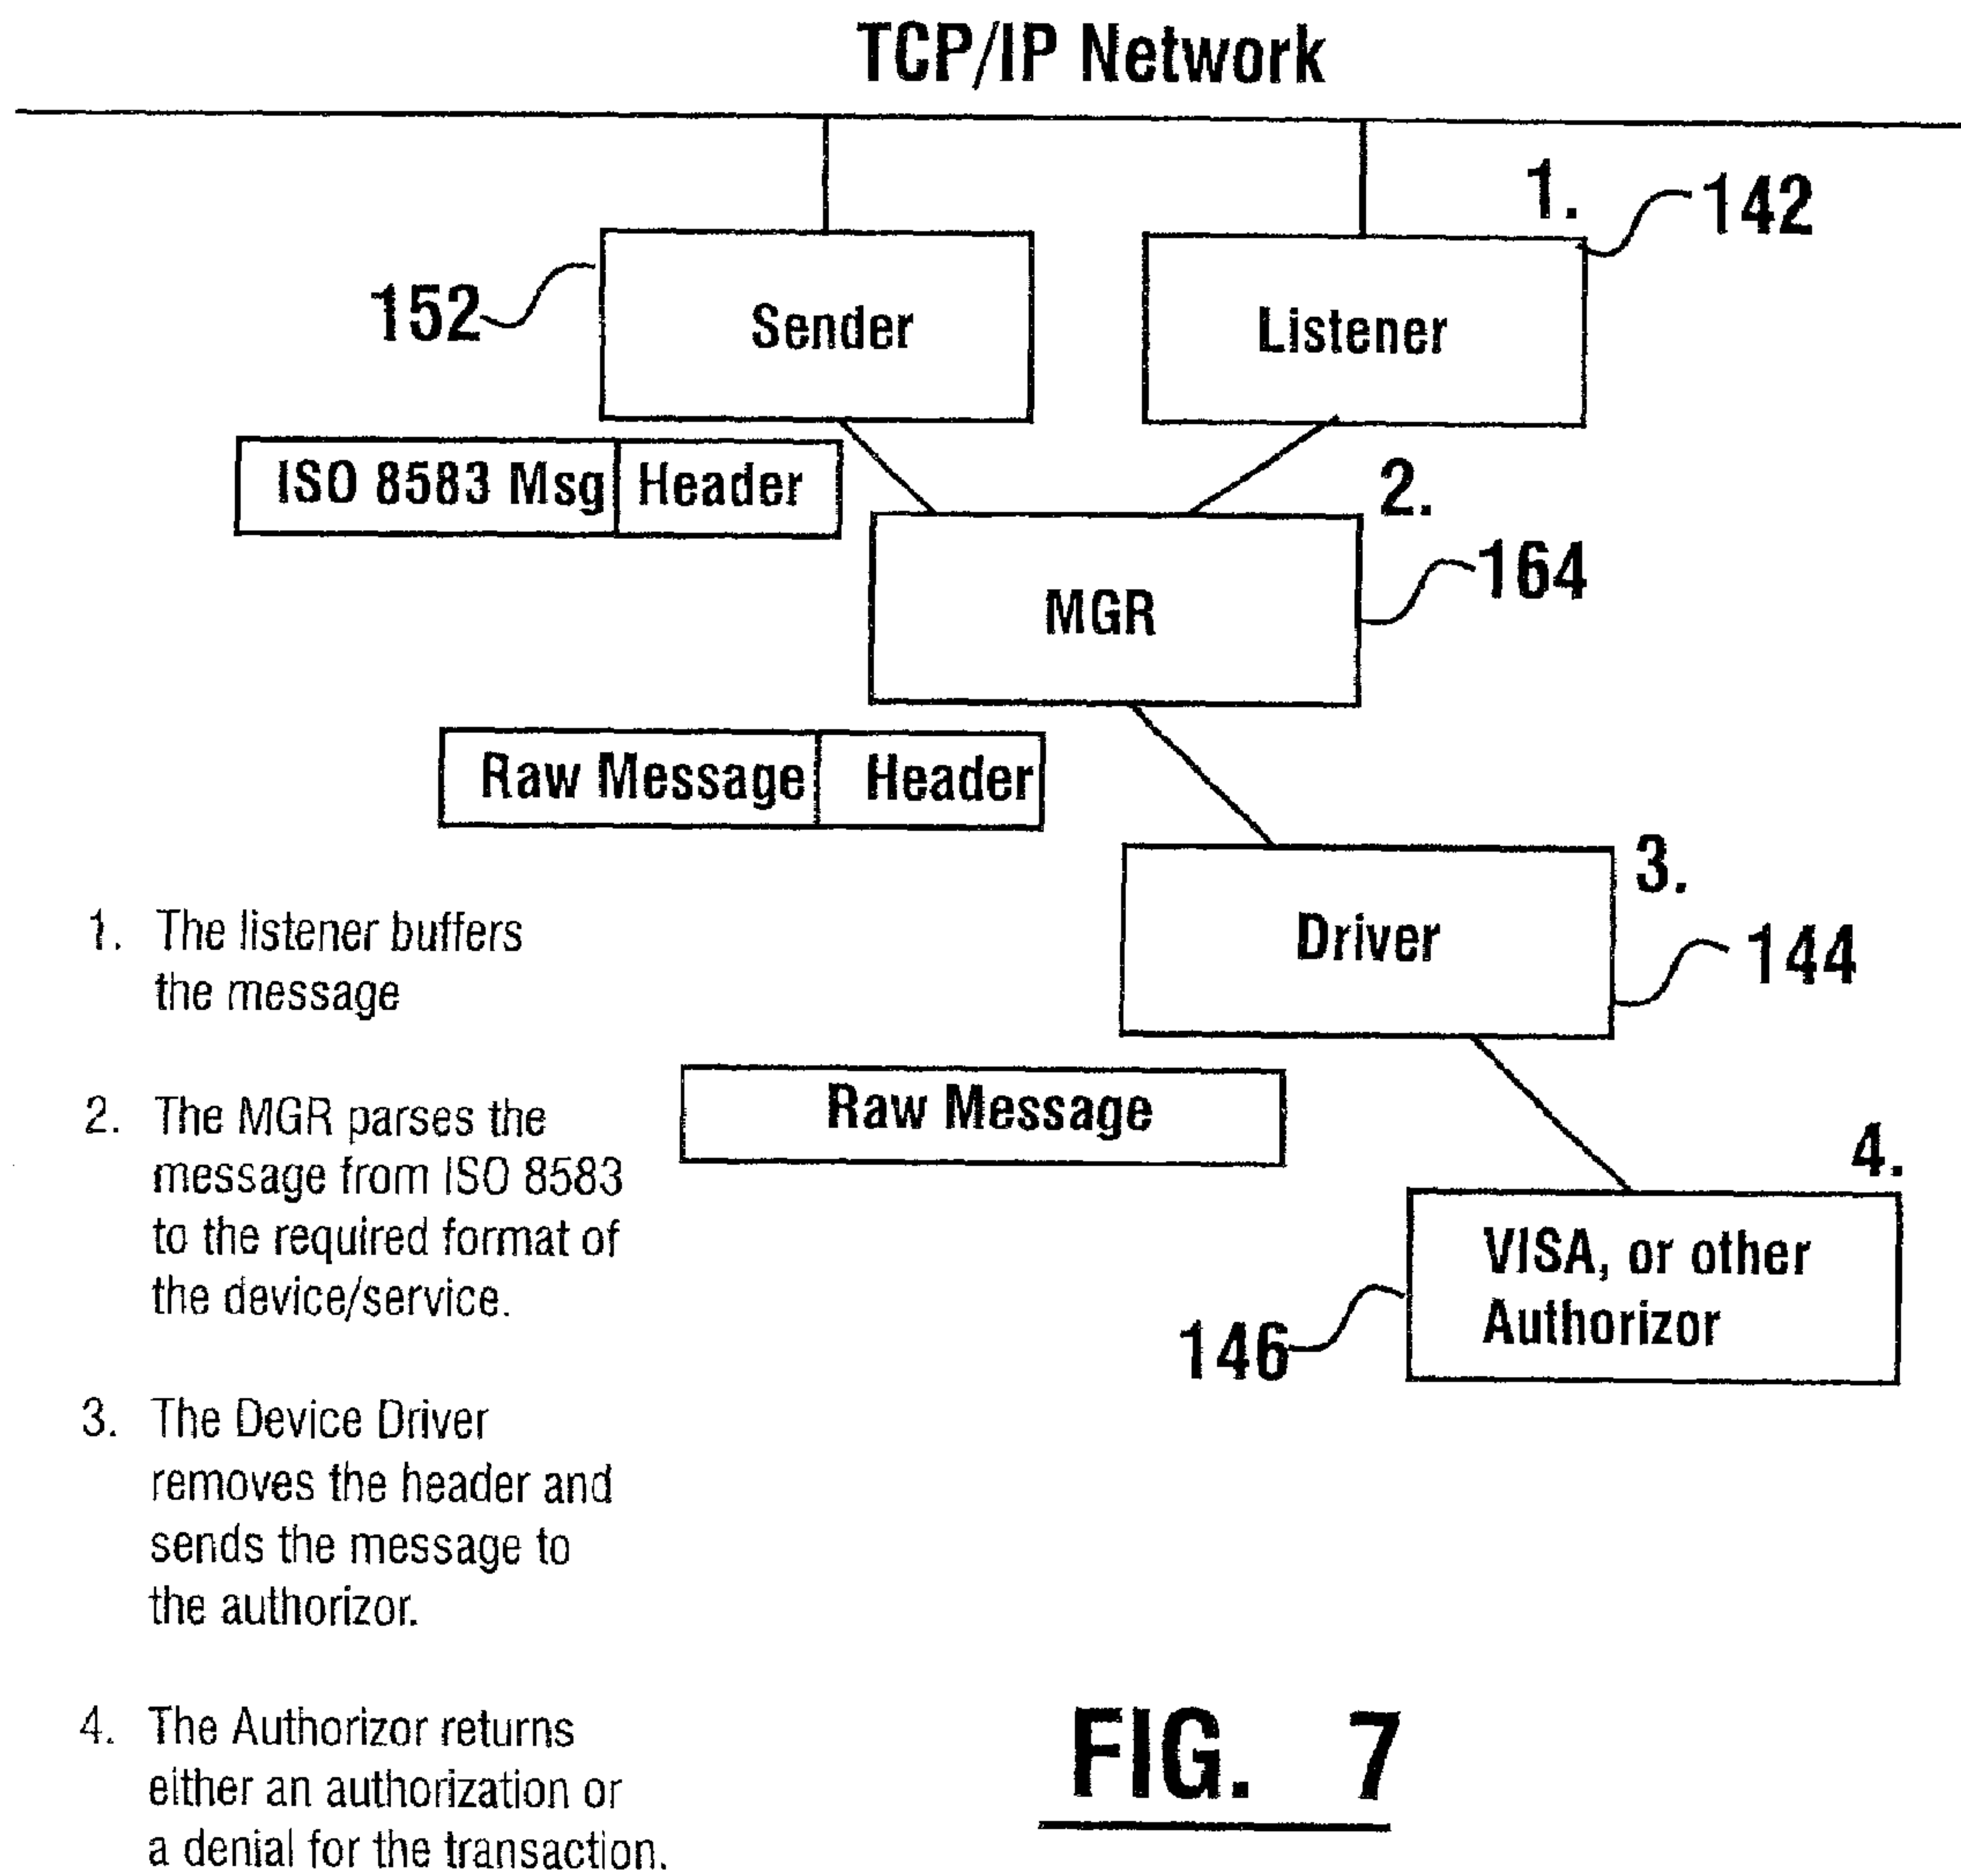 TCP/IP Network
1.
142
152
Sender
Listener
ISO 8583 Msg Header
2.
MGR
164
Raw Message Header
3.
Driver
144
Raw Message
4.
VISA, or other
Authorizor
146
1. The listener buffers
the message
2. The MGR parses the
message from ISO 8583
to the required format of
the device/service.
3. The Device Driver
removes the header and
sends the message to
the authorizor.
4. The Authorizor returns
either an authorization or
a denial for the transaction.
FIG. 7